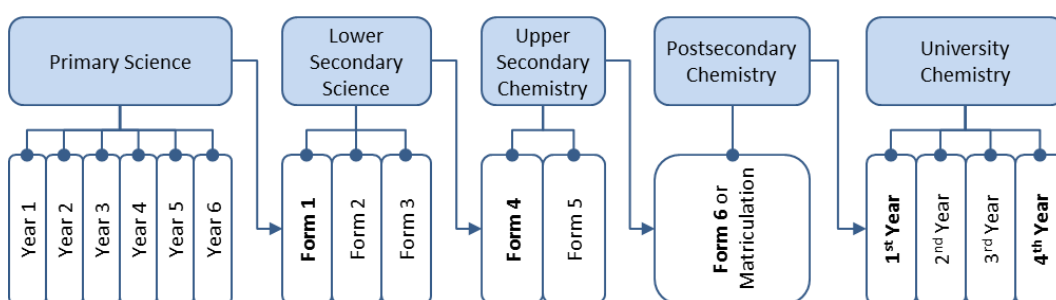 Primary Science
Lower
Secondary
Science
Upper
Secondary
Chemistry
Postsecondary
Chemistry
University
Chemistry
Year 1
Year 2
Year 3
Year 4
Year 5
Year 6
Form 1
Form 2
Form 3
Form 4
Form 5
Form 6 or
Matriculation
1st Year
2nd Year
3rd Year
4th Year